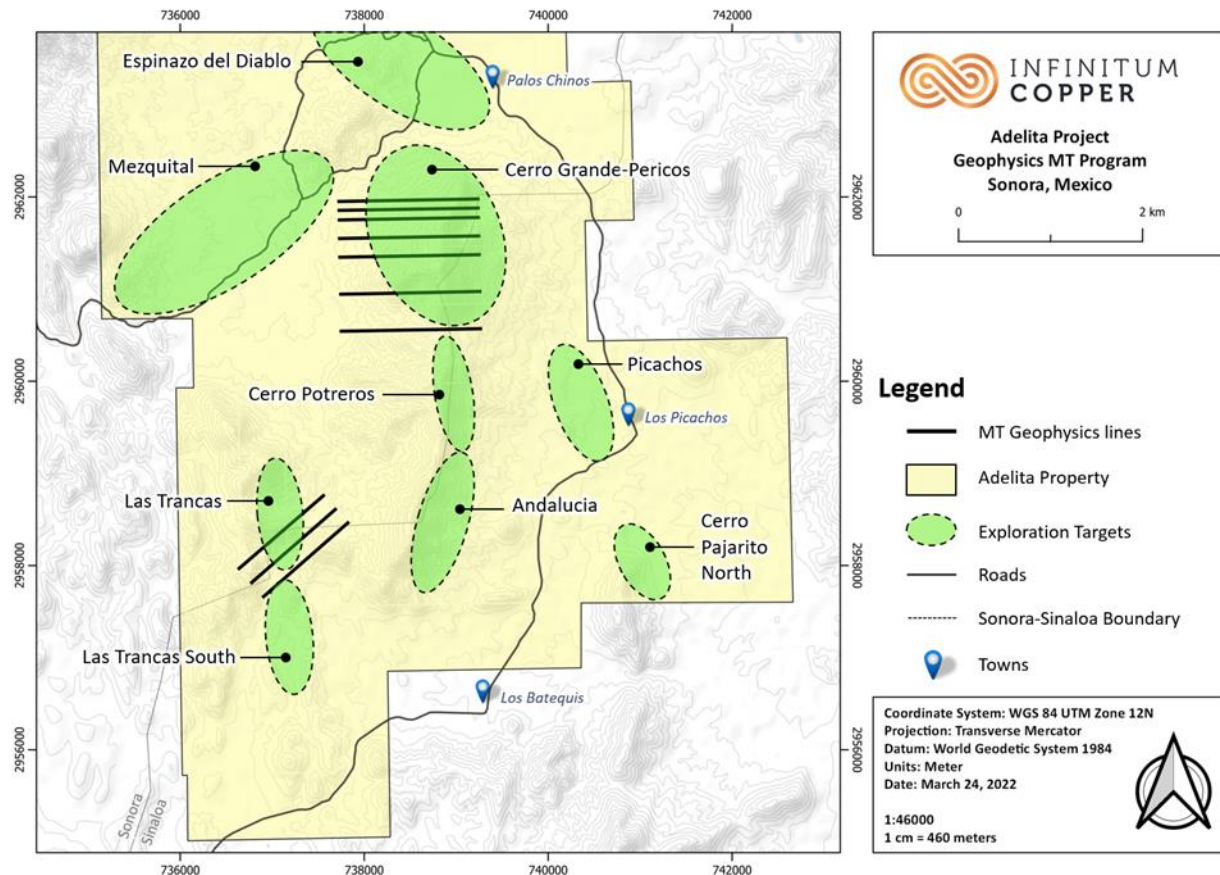 736000
738000
740000
742000
Espinazo del Diablo
Palos Chinos
Mezquital
Cerro Grande-Pericos
2962000
2962000
Picachos
2960000
2960000
Cerro Potreros
Los Picachos
Las Trancas
Andalucia
Cerro
Pajarito
North
2958000
2958000
Las Trancas South
Los Batequis
2956000
2956000
Sonora
Sinaloa
736000
738000
740000
742000
INFINITUM
COPPER
Adelita Project
Geophysics MT Program
Sonora, Mexico
0
2 km
Legend
MT Geophysics lines
Adelita Property
Exploration Targets
Roads
Sonora-Sinaloa Boundary
Towns
Coordinate System: WGS 84 UTM Zone 12N
Projection: Transverse Mercator
Datum: World Geodetic System 1984
Units: Meter
Date: March 24, 2022
1:46000
1 cm = 460 meters